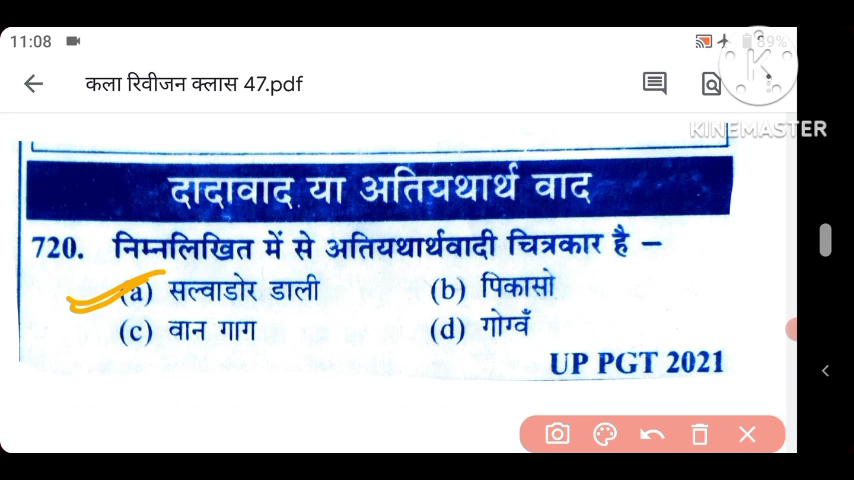 11:08
89%
कला रिवीजन क्लास 47.pdf
KINEMASTER
दादावाद या अतियथार्थ वाद
720. निम्नलिखित में से अतियथार्थवादी चित्रकार है –
(a) सल्वाडोर डाली (b) पिकासो
(c) वान गाग (d) गोग्वँ
UP PGT 2021